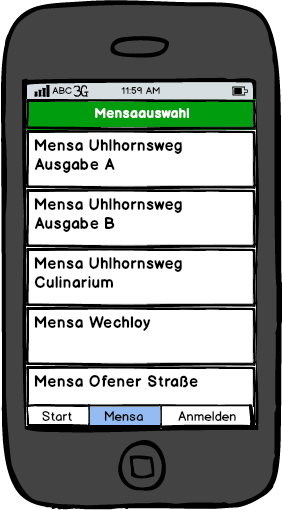 ABC 3G 11:59 AM
Mensaauswahl
Mensa Uhlhornsweg
Ausgabe A
Mensa Uhlhornsweg
Ausgabe B
Mensa Uhlhornsweg
Culinarium
Mensa Wechloy
Mensa Ofener Straße
Start Mensa Anmelden